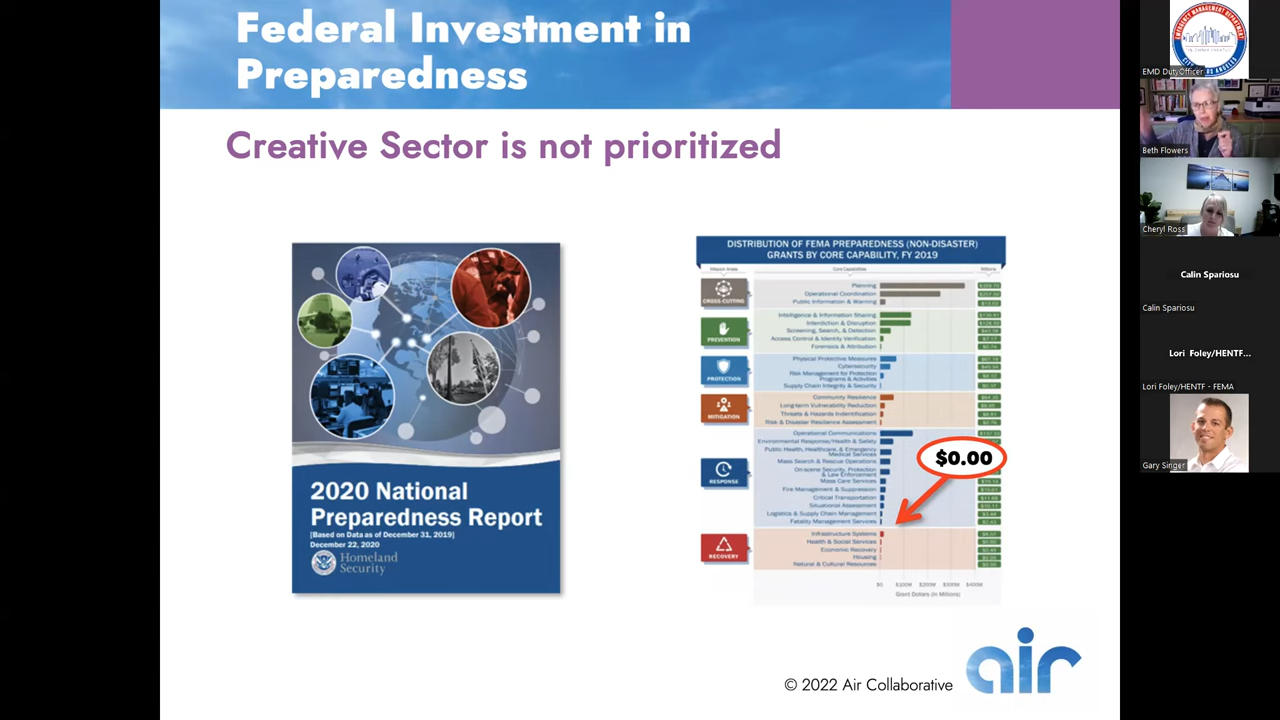 Federal Investment in
Preparedness
Creative Sector is not prioritized
2020 National
Preparedness Report
[Based on Data as of December 31, 2019]
December 22, 2020
Homeland
Security
DISTRIBUTION OF FEMA PREPAREDNESS (NON-DISASTER)
GRANTS BY CORE CAPABILITY, FY 2019
Mission Areas
Core Capabilities
Millions
CROSS-CUTTING
Planning
Operational Coordination
Public Information & Warning
PREVENTION
Intelligence & Information Sharing
Interdiction & Disruption
Screening, Search, & Detection
Access Control & Identity Verification
Forensics & Attribution
PROTECTION
Physical Protective Measures
Cybersecurity
Risk Management for Protection
Programs & Activities
Supply Chain Integrity & Security
MITIGATION
Community Resilience
Long-term Vulnerability Reduction
Threats & Hazards Indentification
Risk & Disaster Resilience Assessment
RESPONSE
Operational Communications
Environmental Response/Health & Safety
Public Health, Healthcare, & Emergency
Medical Services
Mass Search & Rescue Operations
On-scene Security, Protection
& Law Enforcement
Mass Care Services
Fire Management & Suppression
Critical Transportation
Situational Assessment
Logistics & Supply Chain Management
Fatality Management Services
$0.00
RECOVERY
Infrastructure Systems
Health & Social Services
Economic Recovery
Housing
Natural & Cultural Resources
$0 $100M $200M $300M $400M
Grant Dollars (In Millions)
© 2022 Air Collaborative
air
EMERGENCY MANAGEMENT DEPARTMENT
EMD DutyOfficer
Beth Flowers
Cheryl Ross
Calin Spariosu
Calin Spariosu
Lori Foley/HENTF...
Lori Foley/HENTF - FEMA
Gary Singer